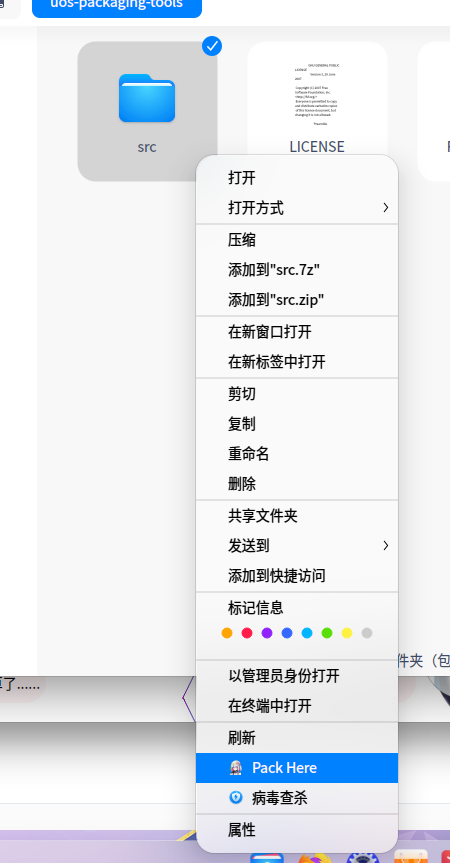 uos-packaging-tools
src
LICENSE
打开
打开方式
压缩
添加到"src.7z"
添加到"src.zip"
在新窗口打开
在新标签中打开
剪切
复制
重命名
删除
共享文件夹
发送到
添加到快捷访问
标记信息
件夹（包
以管理员身份打开
了......
在终端中打开
刷新
Pack Here
病毒查杀
属性